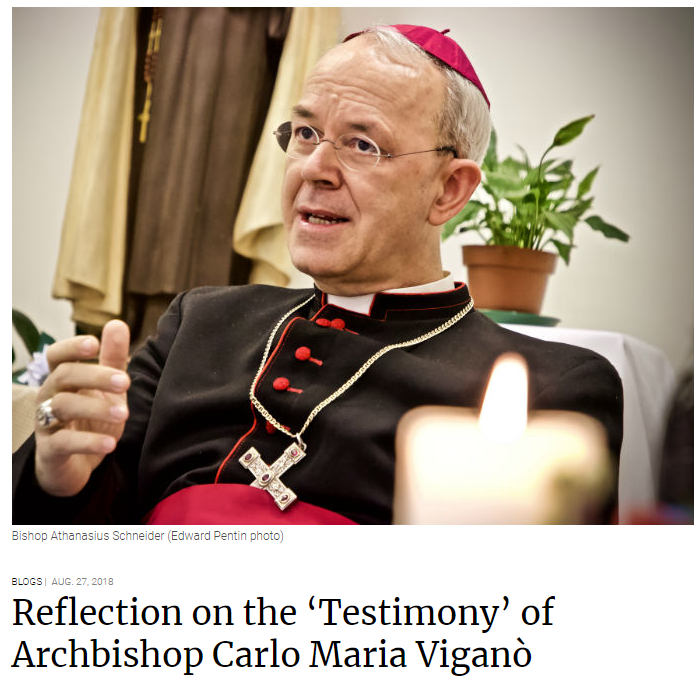 Bishop Athanasius Schneider (Edward Pentin photo)
BLOGS | AUG. 27, 2018
Reflection on the ‘Testimony’ of
Archbishop Carlo Maria Viganò